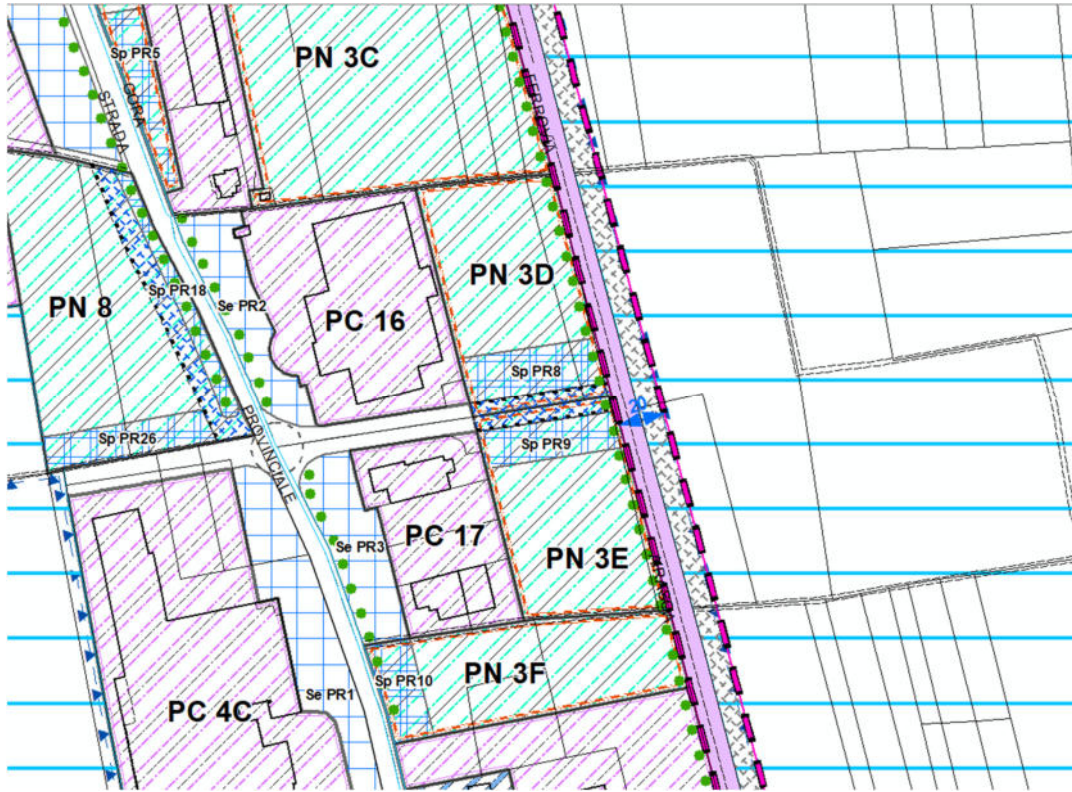 PN 3C
Sp PR5
GORA
STRADA
FERROVIA
PN 3D
PN 8
Sp PR18
Se PR2
PC 16
Sp PR8
20
PROVINCIALE
Sp PR26
Sp PR9
PC 17
Se PR3
PN 3E
PN 3F
Sp PR10
Se PR1
PC 4C